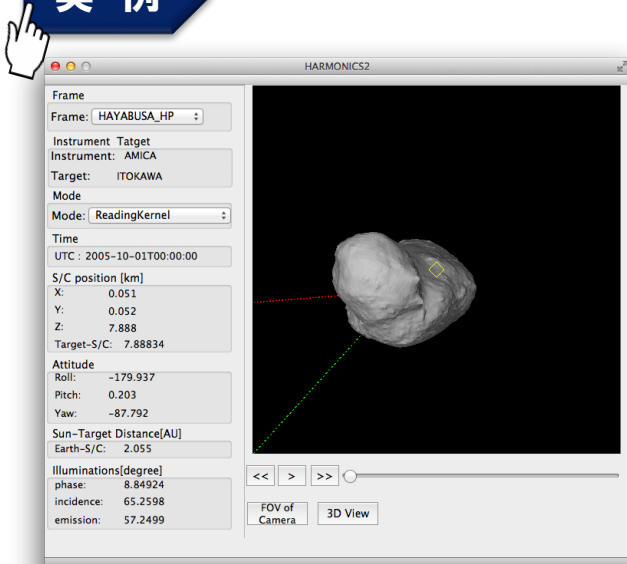 実 例
HARMONICS2
Frame
Frame: HAYABUSA_HP
Instrument Tatget
Instrument: AMICA
Target: ITOKAWA
Mode
Mode: ReadingKernel
Time
UTC : 2005-10-01T00:00:00
S/C position [km]
X: 0.051
Y: 0.052
Z: 7.888
Target-S/C: 7.88834
Attitude
Roll: -179.937
Pitch: 0.203
Yaw: -87.792
Sun-Target Distance[AU]
Earth-S/C: 2.055
Illuminations[degree]
phase: 8.84924
incidence: 65.2598
emission: 57.2499
<< > >>
FOV of
Camera
3D View